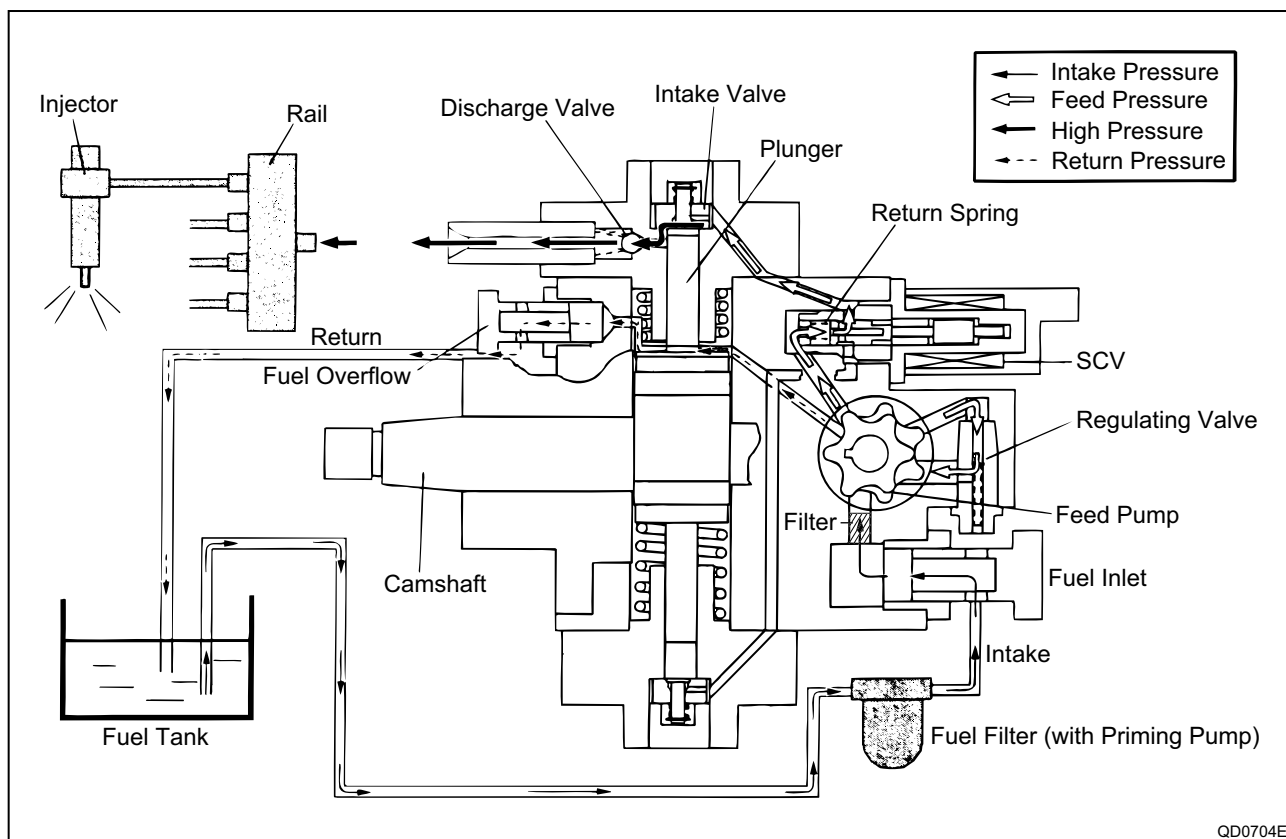 Intake Pressure
Feed Pressure
High Pressure
Return Pressure
Injector
Rail
Discharge Valve
Intake Valve
Plunger
Return Spring
Return
Fuel Overflow
SCV
Regulating Valve
Feed Pump
Filter
Camshaft
Fuel Inlet
Intake
Fuel Tank
Fuel Filter (with Priming Pump)
QD0704E